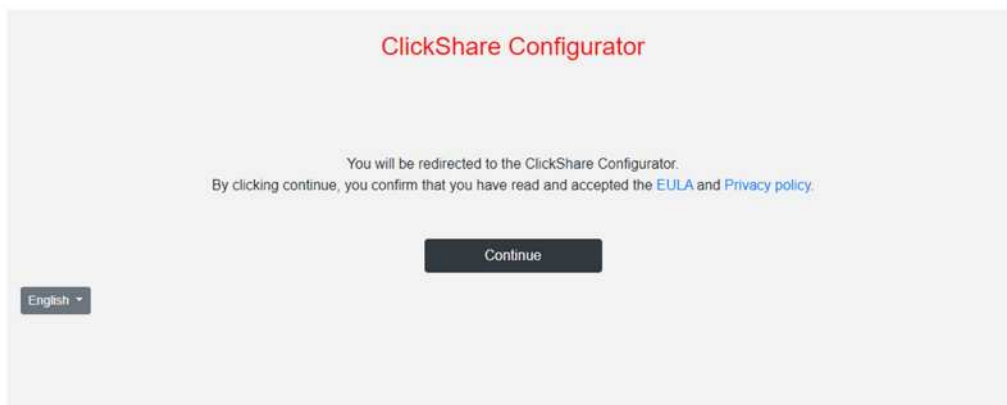 ClickShare Configurator
You will be redirected to the ClickShare Configurator.
By clicking continue, you confirm that you have read and accepted the EULA and Privacy policy.
Continue
English